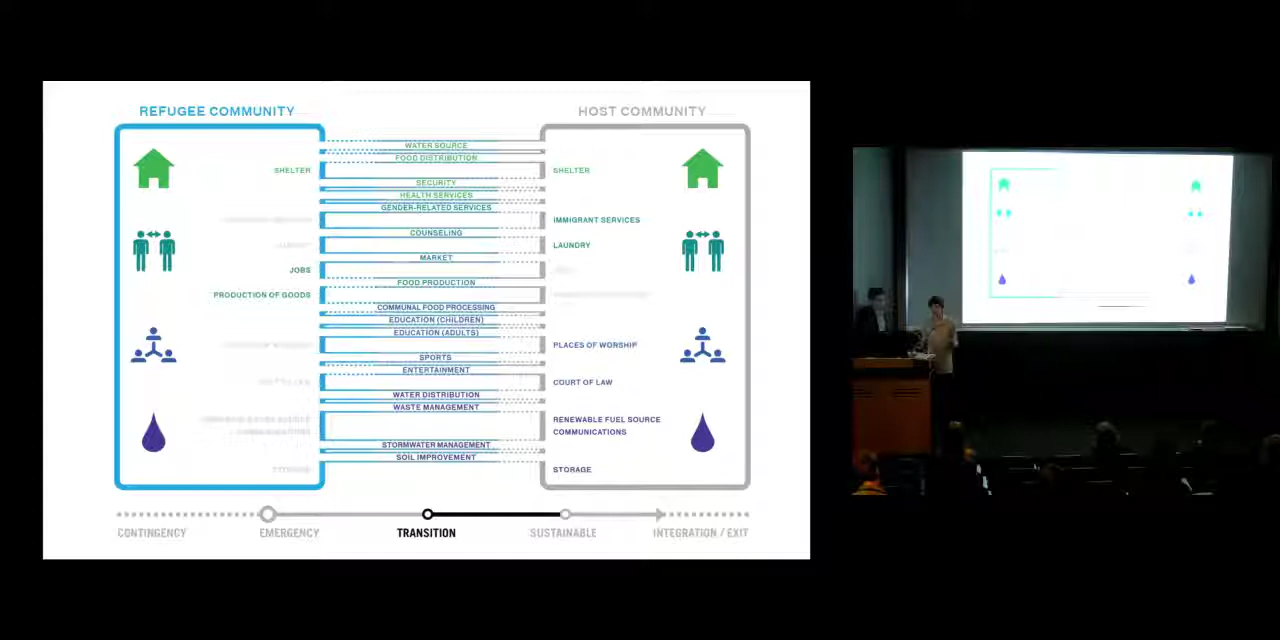 REFUGEE COMMUNITY
HOST COMMUNITY
WATER SOURCE
FOOD DISTRIBUTION
SHELTER
SHELTER
SECURITY
HEALTH SERVICES
GENDER-RELATED SERVICES
IMMIGRANT SERVICES
COUNSELING
LAUNDRY
MARKET
JOBS
FOOD PRODUCTION
PRODUCTION OF GOODS
COMMUNAL FOOD PROCESSING
EDUCATION (CHILDREN)
EDUCATION (ADULTS)
PLACES OF WORSHIP
SPORTS
ENTERTAINMENT
COURT OF LAW
WATER DISTRIBUTION
WASTE MANAGEMENT
RENEWABLE FUEL SOURCE
COMMUNICATIONS
STORMWATER MANAGEMENT
SOIL IMPROVEMENT
STORAGE
CONTINGENCY
EMERGENCY
TRANSITION
SUSTAINABLE
INTEGRATION / EXIT